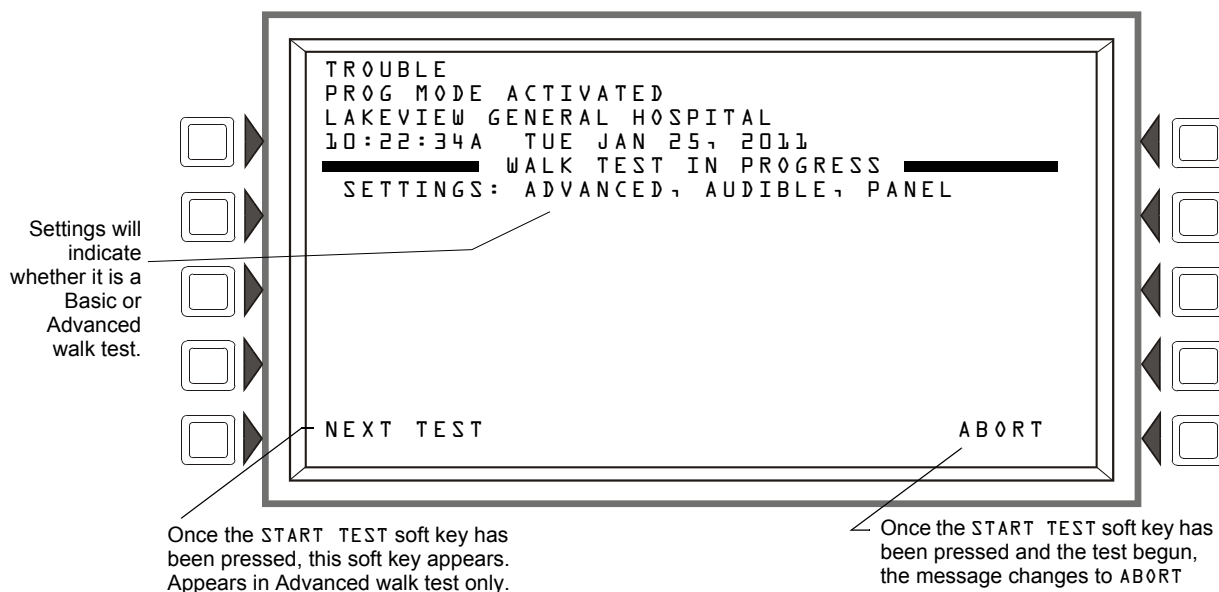 TROUBLE
PROG MODE ACTIVATED
LAKEVIEW GENERAL HOSPITAL
10:22:34A TUE JAN 25, 2011
WALK TEST IN PROGRESS
SETTINGS: ADVANCED, AUDIBLE, PANEL
Settings will
indicate
whether it is a
Basic or
Advanced
walk test.
NEXT TEST
ABORT
Once the START TEST soft key has
been pressed, this soft key appears.
Appears in Advanced walk test only.
Once the START TEST soft key has
been pressed and the test begun,
the message changes to ABORT